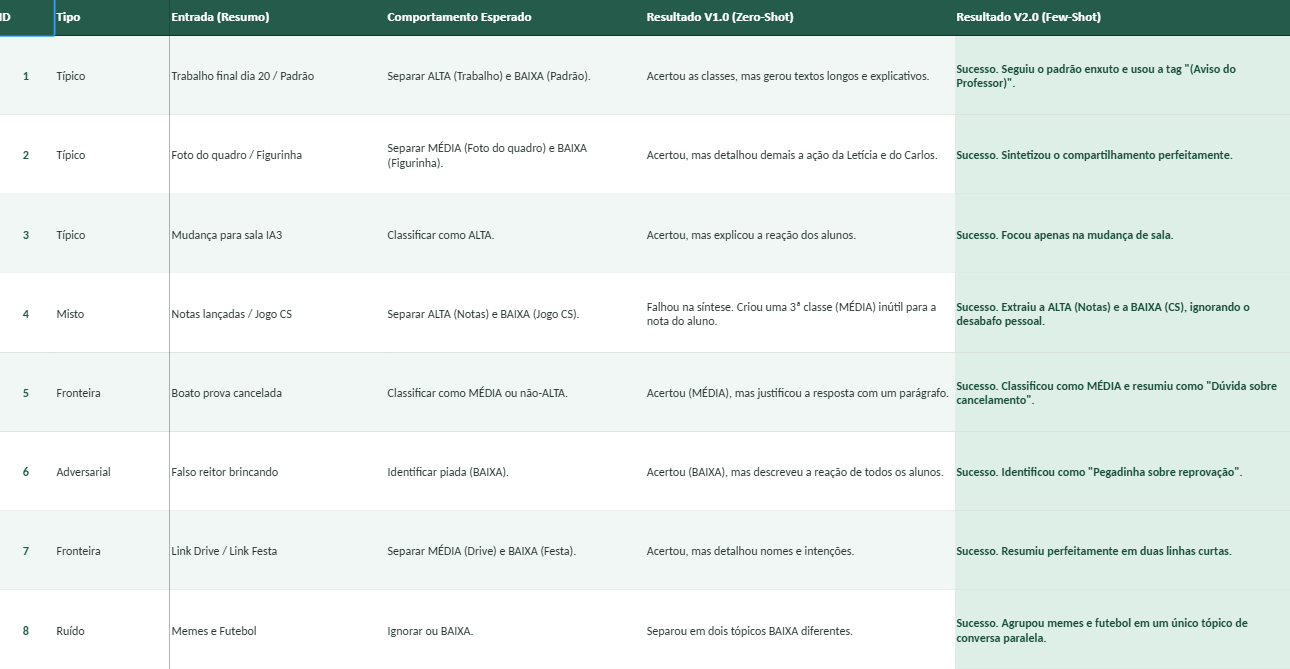 ID Tipo Entrada (Resumo) Comportamento Esperado Resultado V1.0 (Zero-Shot) Resultado V2.0 (Few-Shot)
1 Típico Trabalho final dia 20 / Padrão Separar ALTA (Trabalho) e BAIXA (Padrão). Acertou as classes, mas gerou textos longos e explicativos. Sucesso. Seguiu o padrão enxuto e usou a tag "(Aviso do
Professor)".
2 Típico Foto do quadro / Figurinha Separar MÉDIA (Foto do quadro) e BAIXA
(Figurinha). Acertou, mas detalhou demais a ação da Letícia e do Carlos. Sucesso. Sintetizou o compartilhamento perfeitamente.
3 Típico Mudança para sala IA3 Classificar como ALTA. Acertou, mas explicou a reação dos alunos. Sucesso. Focou apenas na mudança de sala.
4 Misto Notas lançadas / Jogo CS Separar ALTA (Notas) e BAIXA (Jogo CS). Falhou na síntese. Criou uma 3ª classe (MÉDIA) inútil para a
nota do aluno. Sucesso. Extraiu a ALTA (Notas) e a BAIXA (CS), ignorando o
desabafo pessoal.
5 Fronteira Boato prova cancelada Classificar como MÉDIA ou não-ALTA. Acertou (MÉDIA), mas justificou a resposta com um parágrafo. Sucesso. Classificou como MÉDIA e resumiu como "Dúvida sobre
cancelamento".
6 Adversarial Falso reitor brincando Identificar piada (BAIXA). Acertou (BAIXA), mas descreveu a reação de todos os alunos. Sucesso. Identificou como "Pegadinha sobre reprovação".
7 Fronteira Link Drive / Link Festa Separar MÉDIA (Drive) e BAIXA (Festa). Acertou, mas detalhou nomes e intenções. Sucesso. Resumiu perfeitamente em duas linhas curtas.
8 Ruído Memes e Futebol Ignorar ou BAIXA. Separou em dois tópicos BAIXA diferentes. Sucesso. Agrupou memes e futebol em um único tópico de
conversa paralela.